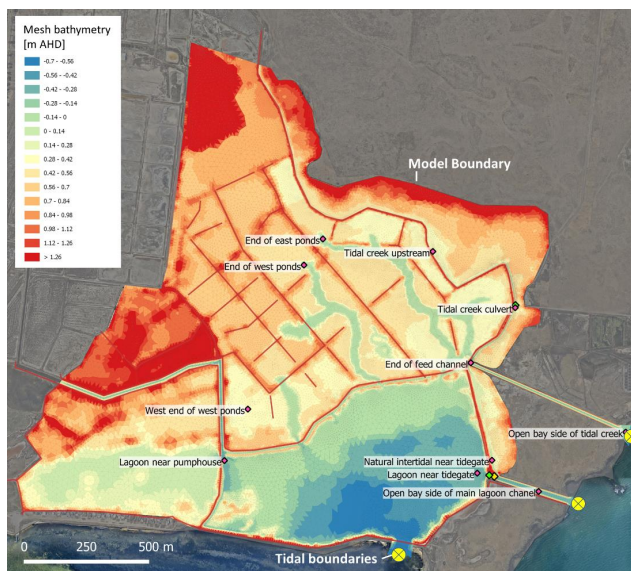 Mesh bathymetry
[m AHD]
-0.7 - -0.56
-0.56 - -0.42
-0.42 - -0.28
-0.28 - -0.14
-0.14 - 0
0 - 0.14
0.14 - 0.28
0.28 - 0.42
0.42 - 0.56
0.56 - 0.7
0.7 - 0.84
0.84 - 0.98
0.98 - 1.12
1.12 - 1.26
> 1.26
Model Boundary
End of east ponds
Tidal creek upstream
End of west ponds
Tidal creek culvert
End of feed channel
West end of west ponds
Open bay side of tidal creek
Lagoon near pumphouse
Natural intertidal near tidegate
Lagoon near tidegate
Open bay side of main lagoon chanel
0 250 500 m
Tidal boundaries